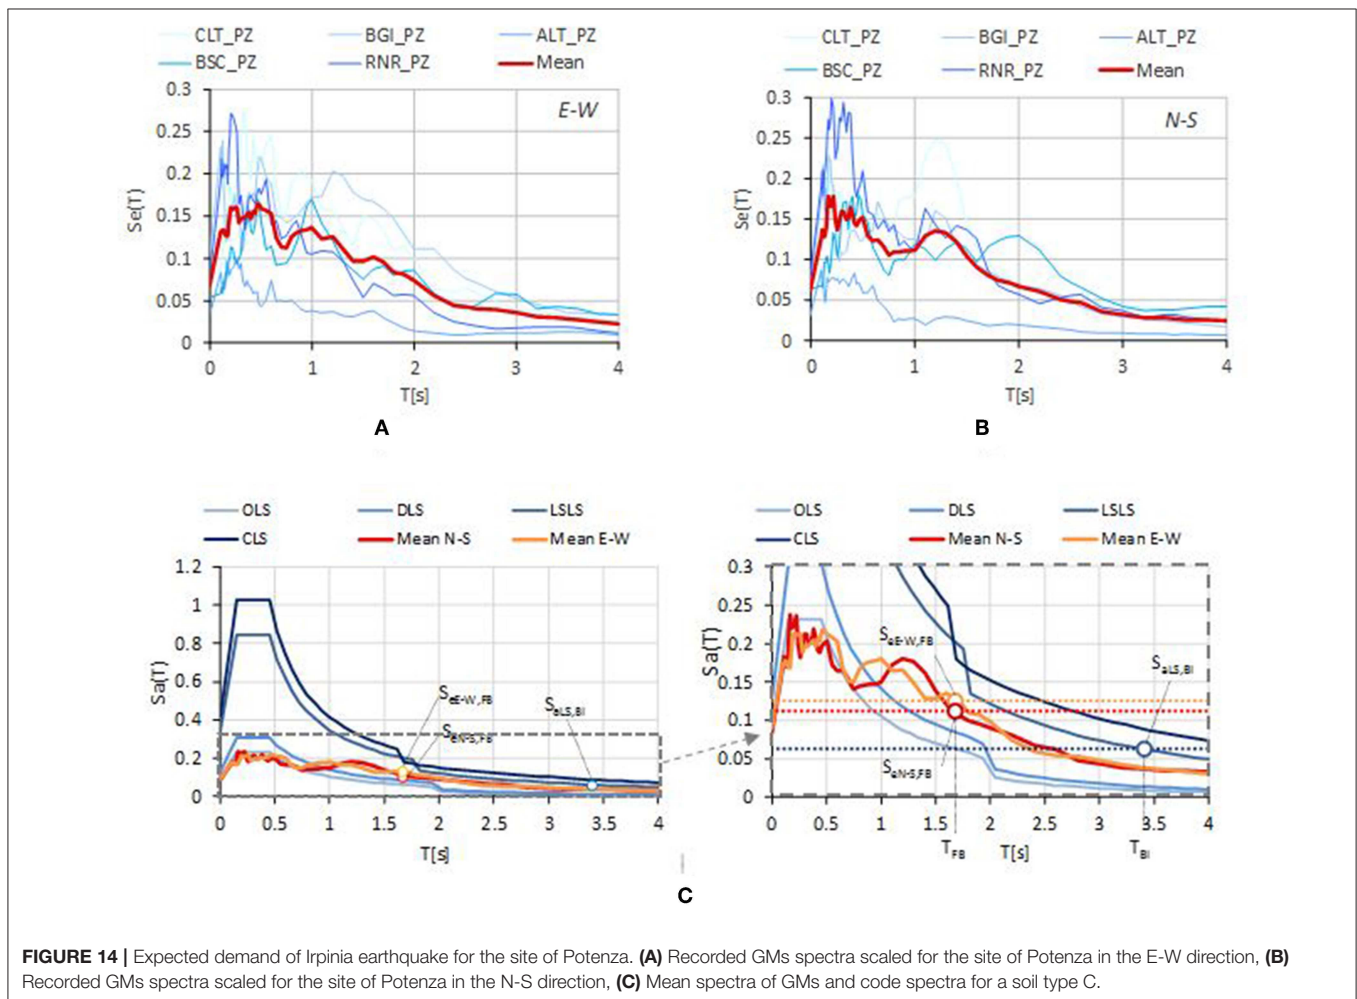 CLT_PZ BGI_PZ ALT_PZ
BSC_PZ RNR_PZ Mean
E-W
Se(T)
0.3
0.25
0.2
0.15
0.1
0.05
0
0 1 2 3 4
T[s]
A
CLT_PZ BGI_PZ ALT_PZ
BSC_PZ RNR_PZ Mean
N-S
Se(T)
0.3
0.25
0.2
0.15
0.1
0.05
0
0 1 2 3 4
T[s]
B
OLS DLS LSLS
CLS Mean N-S Mean E-W
Sa(T)
1.2
1
0.8
0.6
0.4
0.2
0
SeE-W,FB
SeN-S,FB
SeLS,BI
0 0.5 1 1.5 2 2.5 3 3.5 4
T[s]
OLS DLS LSLS
CLS Mean N-S Mean E-W
Sa(T)
0.3
0.25
0.2
0.15
0.1
0.05
0
SeE-W,FB
SaLS,BI
SeN-S,FB
0 0.5 1 1.5 2 2.5 3 3.5 4
TFB T[s] TBI
C
FIGURE 14 | Expected demand of Irpinia earthquake for the site of Potenza. (A) Recorded GMs spectra scaled for the site of Potenza in the E-W direction, (B)
Recorded GMs spectra scaled for the site of Potenza in the N-S direction, (C) Mean spectra of GMs and code spectra for a soil type C.